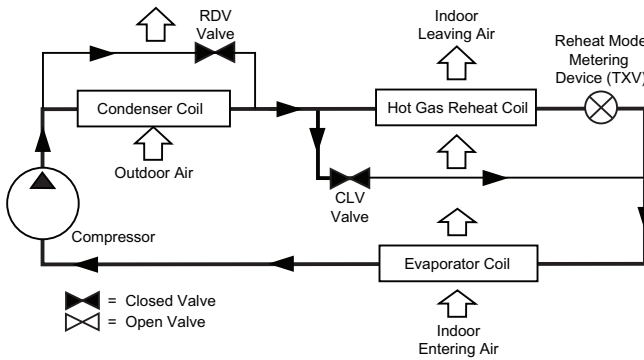 RDV
Valve
Indoor
Leaving Air
Reheat Mode
Metering
Device (TXV)
Condenser Coil
Hot Gas Reheat Coil
Outdoor Air
CLV
Valve
Compressor
Evaporator Coil
= Closed Valve
= Open Valve
Indoor
Entering Air